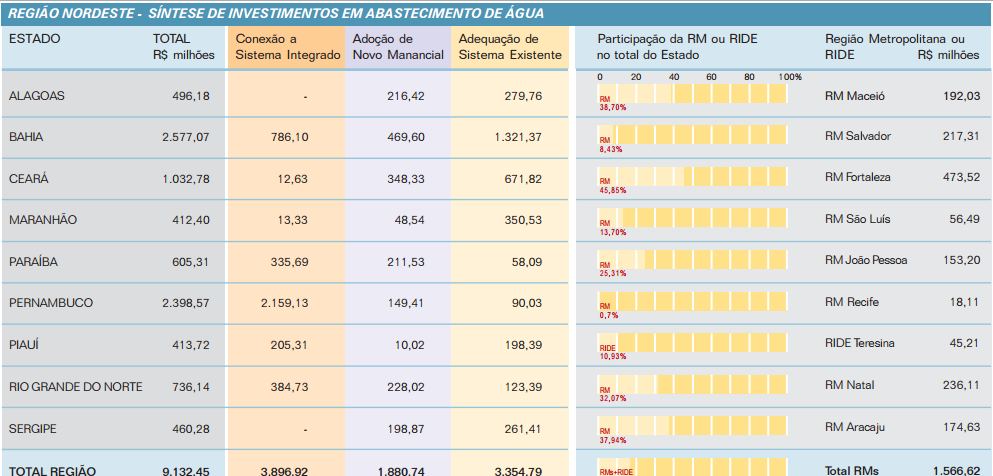 REGIÃO NORDESTE - SÍNTESE DE INVESTIMENTOS EM ABASTECIMENTO DE ÁGUA
ESTADO TOTAL Conexão a Adoção de Adequação de Participação da RM ou RIDE Região Metropolitana ou
R$ milhões Sistema Integrado Novo Manancial Sistema Existente no total do Estado RIDE R$ milhões
0 20 40 60 80 100%
ALAGOAS 496,18 - 216,42 279,76 RM 38,70% RM Maceió 192,03
BAHIA 2.577,07 786,10 469,60 1.321,37 RM 8,43% RM Salvador 217,31
CEARÁ 1.032,78 12,63 348,33 671,82 RM 45,85% RM Fortaleza 473,52
MARANHÃO 412,40 13,33 48,54 350,53 RM 13,70% RM São Luís 56,49
PARAÍBA 605,31 335,69 211,53 58,09 RM 25,31% RM João Pessoa 153,20
PERNAMBUCO 2.398,57 2.159,13 149,41 90,03 RM 0,7% RM Recife 18,11
PIAUÍ 413,72 205,31 10,02 198,39 RIDE 10,93% RIDE Teresina 45,21
RIO GRANDE DO NORTE 736,14 384,73 228,02 123,39 RM 32,07% RM Natal 236,11
SERGIPE 460,28 - 198,87 261,41 RM 37,94% RM Aracaju 174,63
TOTAL REGIÃO 9.132,45 3.896,92 1.880,74 3.354,79 RMs+RIDE Total RMs 1.566,62